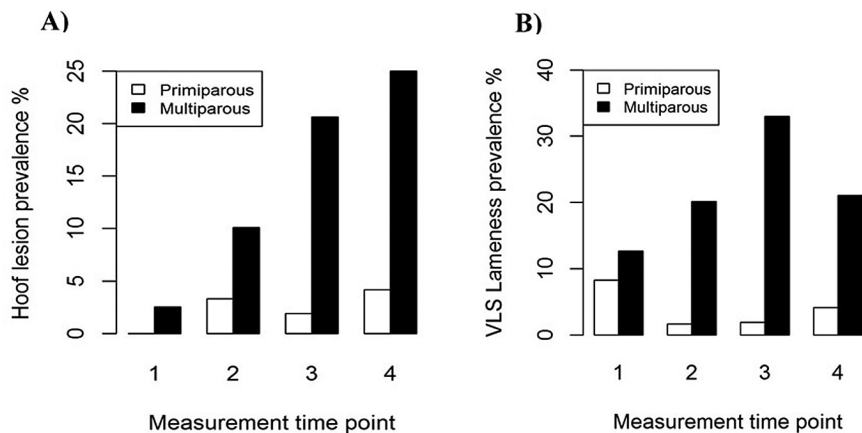 A)
Hoof lesion prevalence %
25
20
15
10
5
0
Primiparous
Multiparous
1 2 3 4
Measurement time point
B)
VLS Lameness prevalence %
40
30
20
10
0
Primiparous
Multiparous
1 2 3 4
Measurement time point